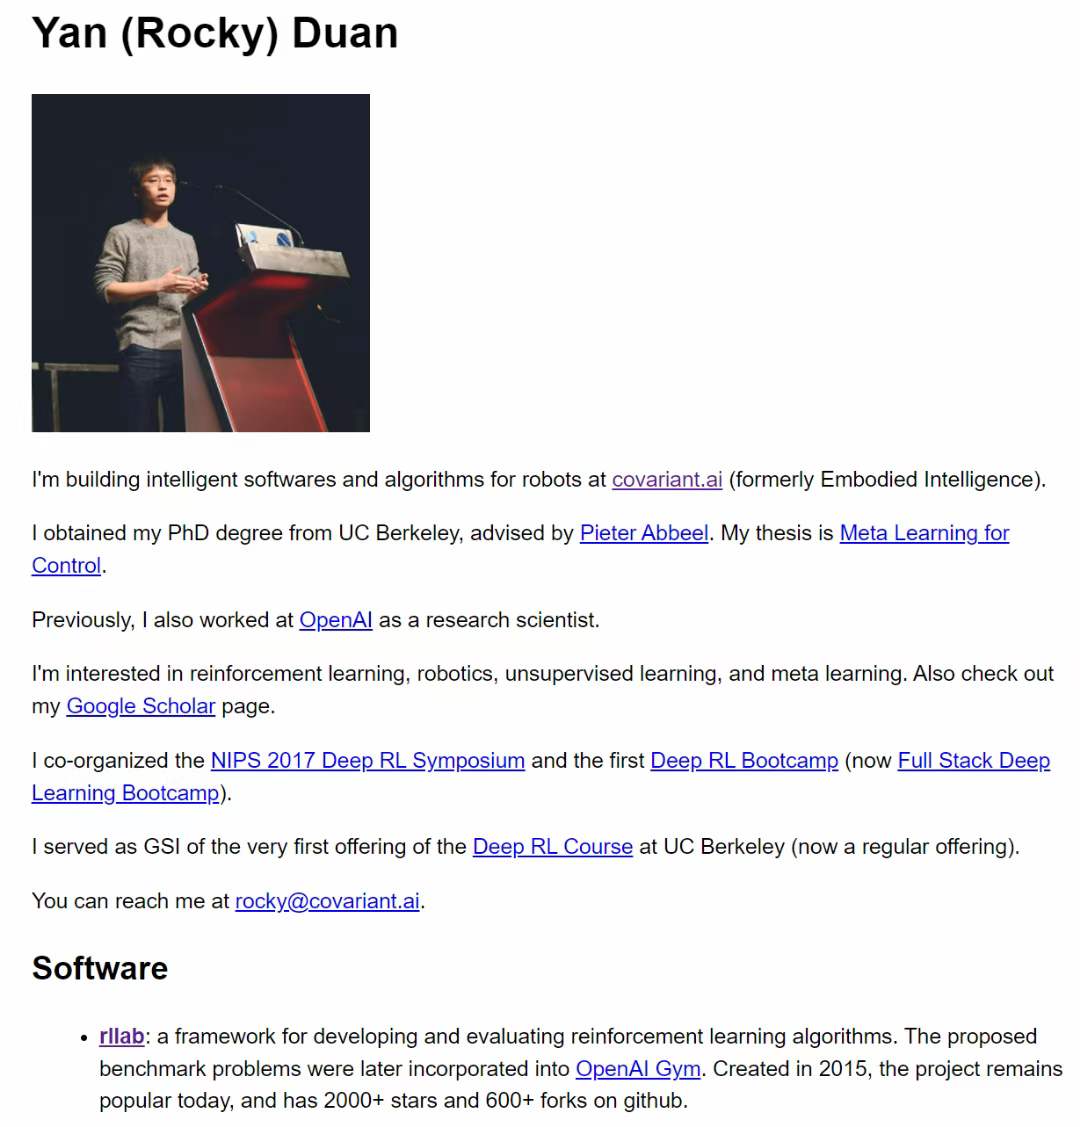 Yan (Rocky) Duan
I'm building intelligent softwares and algorithms for robots at covariant.ai (formerly Embodied Intelligence).
I obtained my PhD degree from UC Berkeley, advised by Pieter Abbeel. My thesis is Meta Learning for
Control.
Previously, I also worked at OpenAI as a research scientist.
I'm interested in reinforcement learning, robotics, unsupervised learning, and meta learning. Also check out
my Google Scholar page.
I co-organized the NIPS 2017 Deep RL Symposium and the first Deep RL Bootcamp (now Full Stack Deep
Learning Bootcamp).
I served as GSI of the very first offering of the Deep RL Course at UC Berkeley (now a regular offering).
You can reach me at rocky@covariant.ai.
Software
• rllab: a framework for developing and evaluating reinforcement learning algorithms. The proposed
benchmark problems were later incorporated into OpenAI Gym. Created in 2015, the project remains
popular today, and has 2000+ stars and 600+ forks on github.